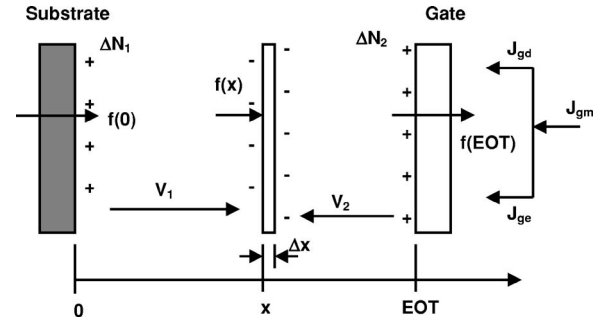 Substrate
Gate
ΔN1
ΔN2
Jgd
f(x)
Jgm
f(0)
f(EOT)
V1
V2
Jge
Δx
0
x
EOT
+
+
+
+
-
-
-
-
-
-
-
-
-
+
+
+
+
+